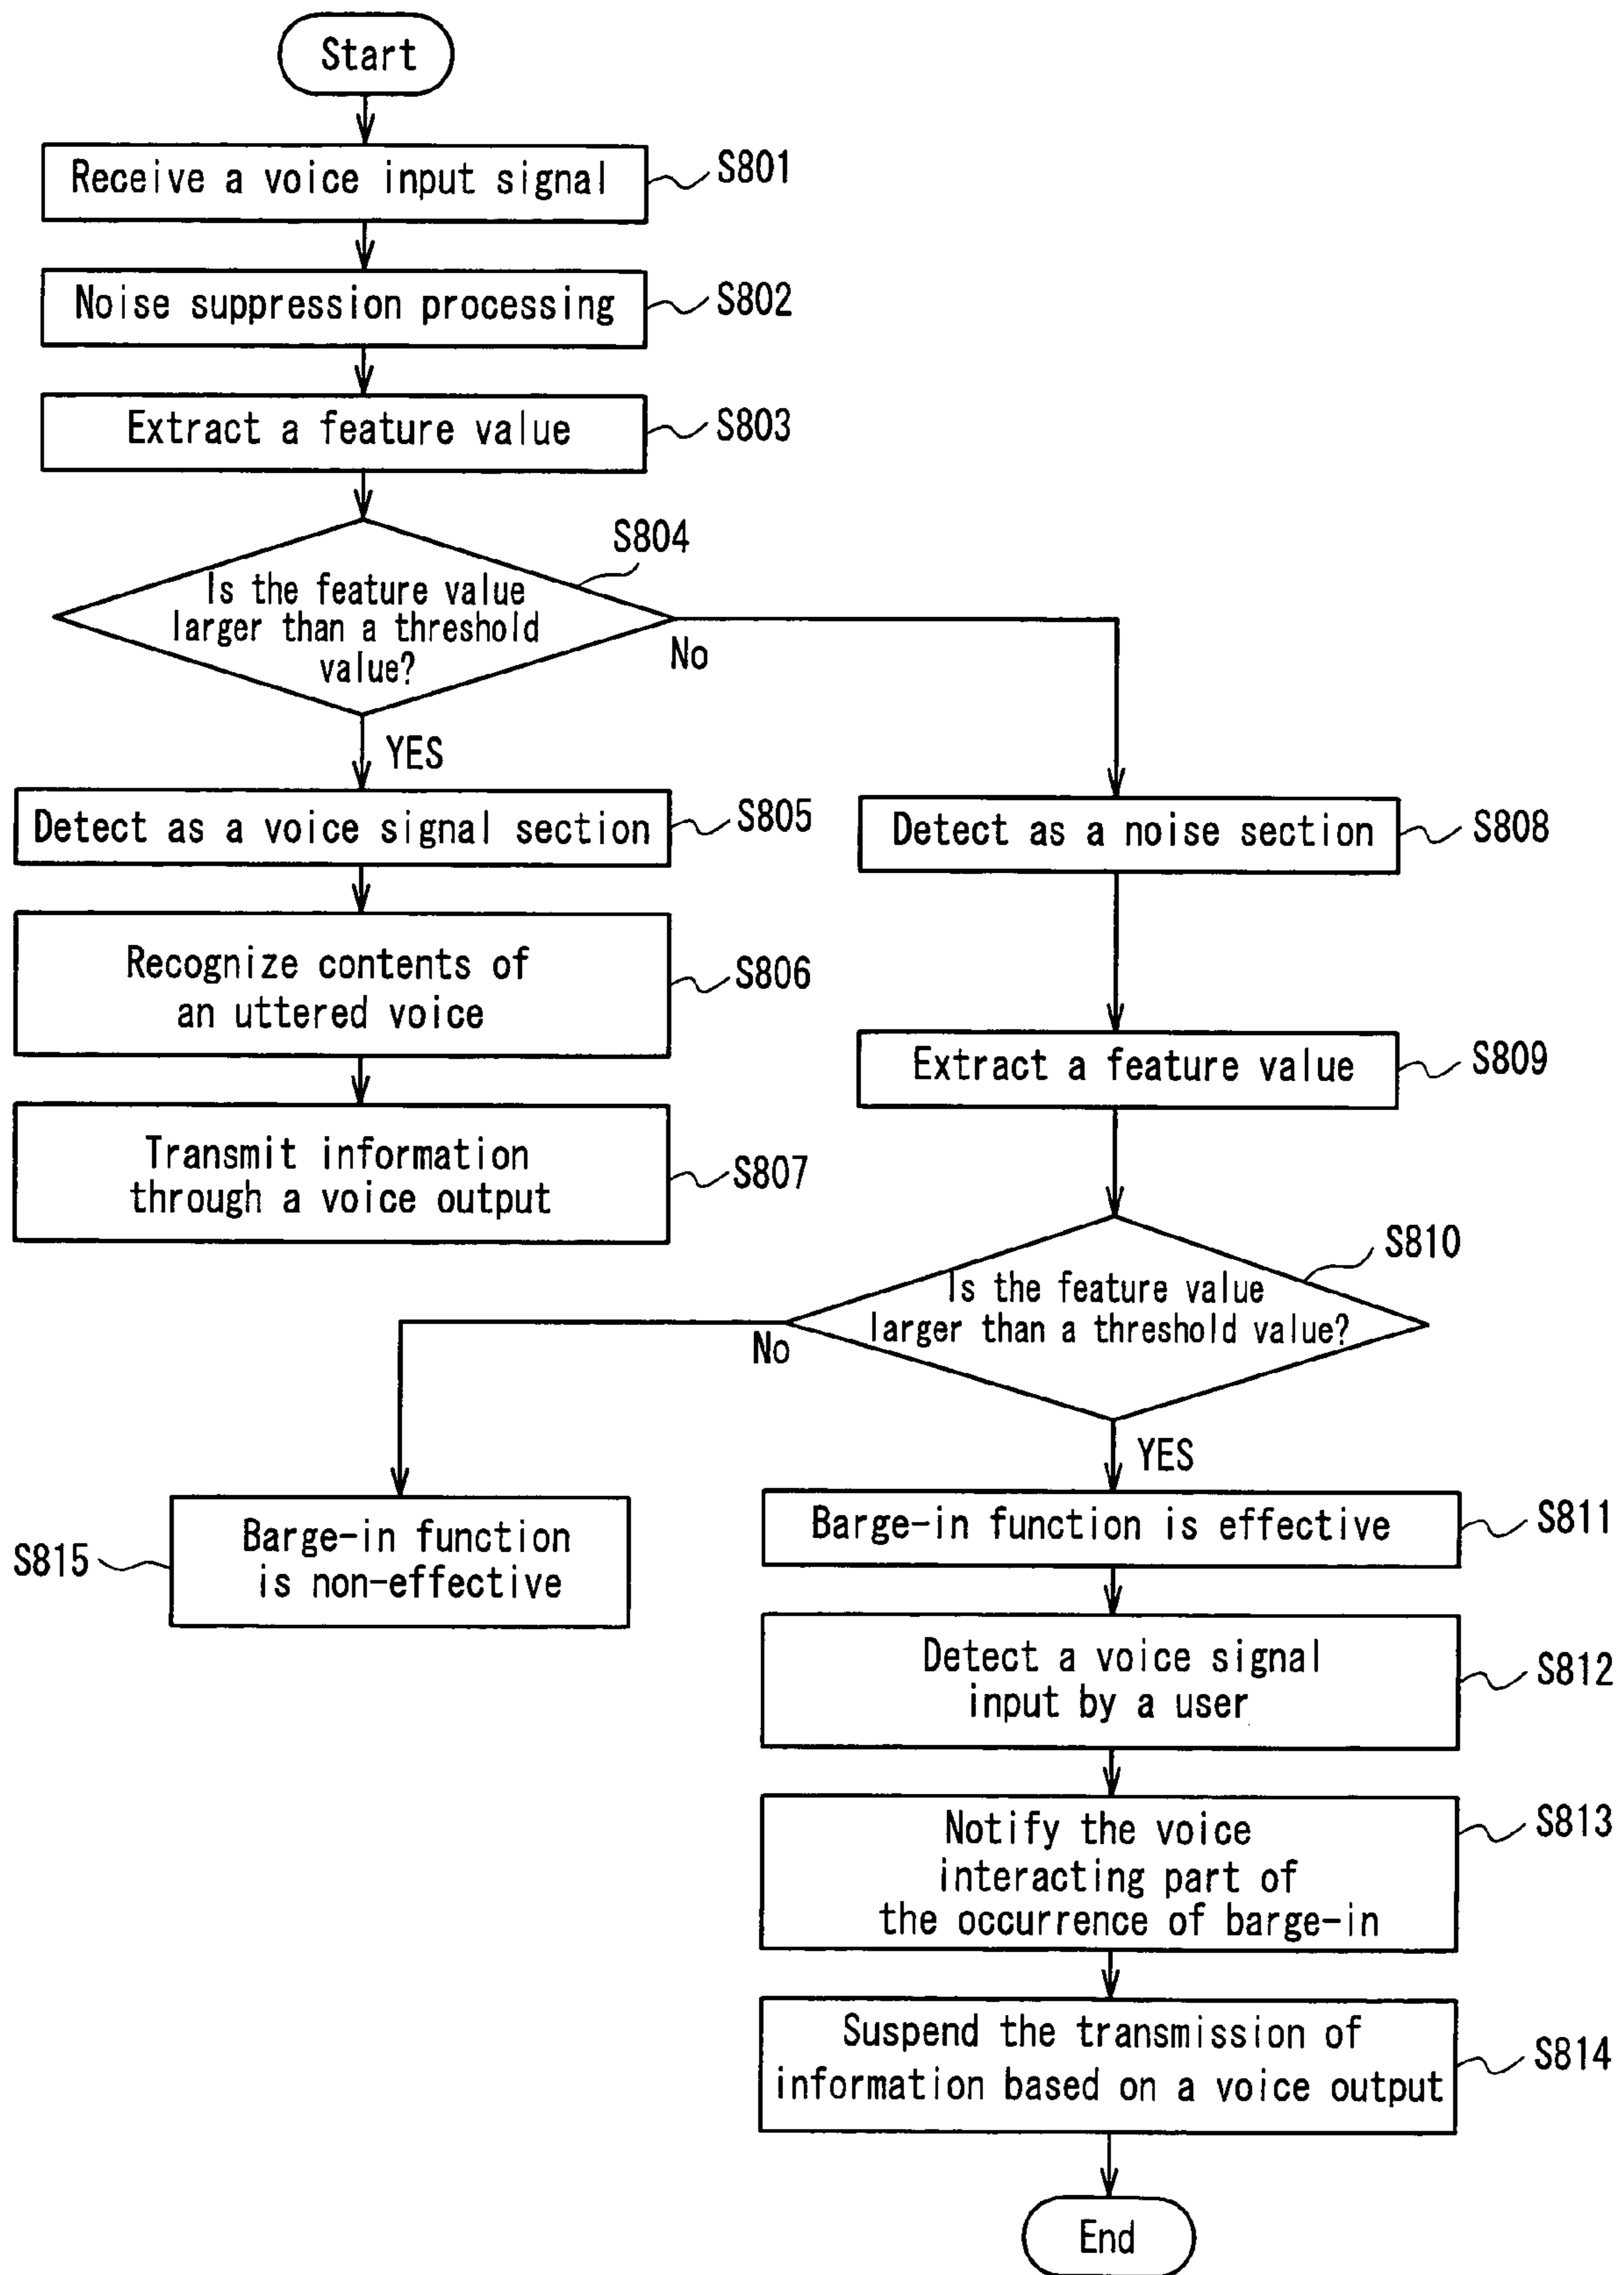 Start
Receive a voice input signal
S801
Noise suppression processing
S802
Extract a feature value
S803
S804
Is the feature value
larger than a threshold
value?
No
YES
Detect as a voice signal section
S805
Detect as a noise section
S808
Recognize contents of
an uttered voice
S806
Extract a feature value
S809
Transmit information
through a voice output
S807
S810
Is the feature value
larger than a threshold value?
No
YES
Barge-in function
is non-effective
S815
Barge-in function is effective
S811
Detect a voice signal
input by a user
S812
Notify the voice
interacting part of
the occurrence of barge-in
S813
Suspend the transmission of
information based on a voice output
S814
End